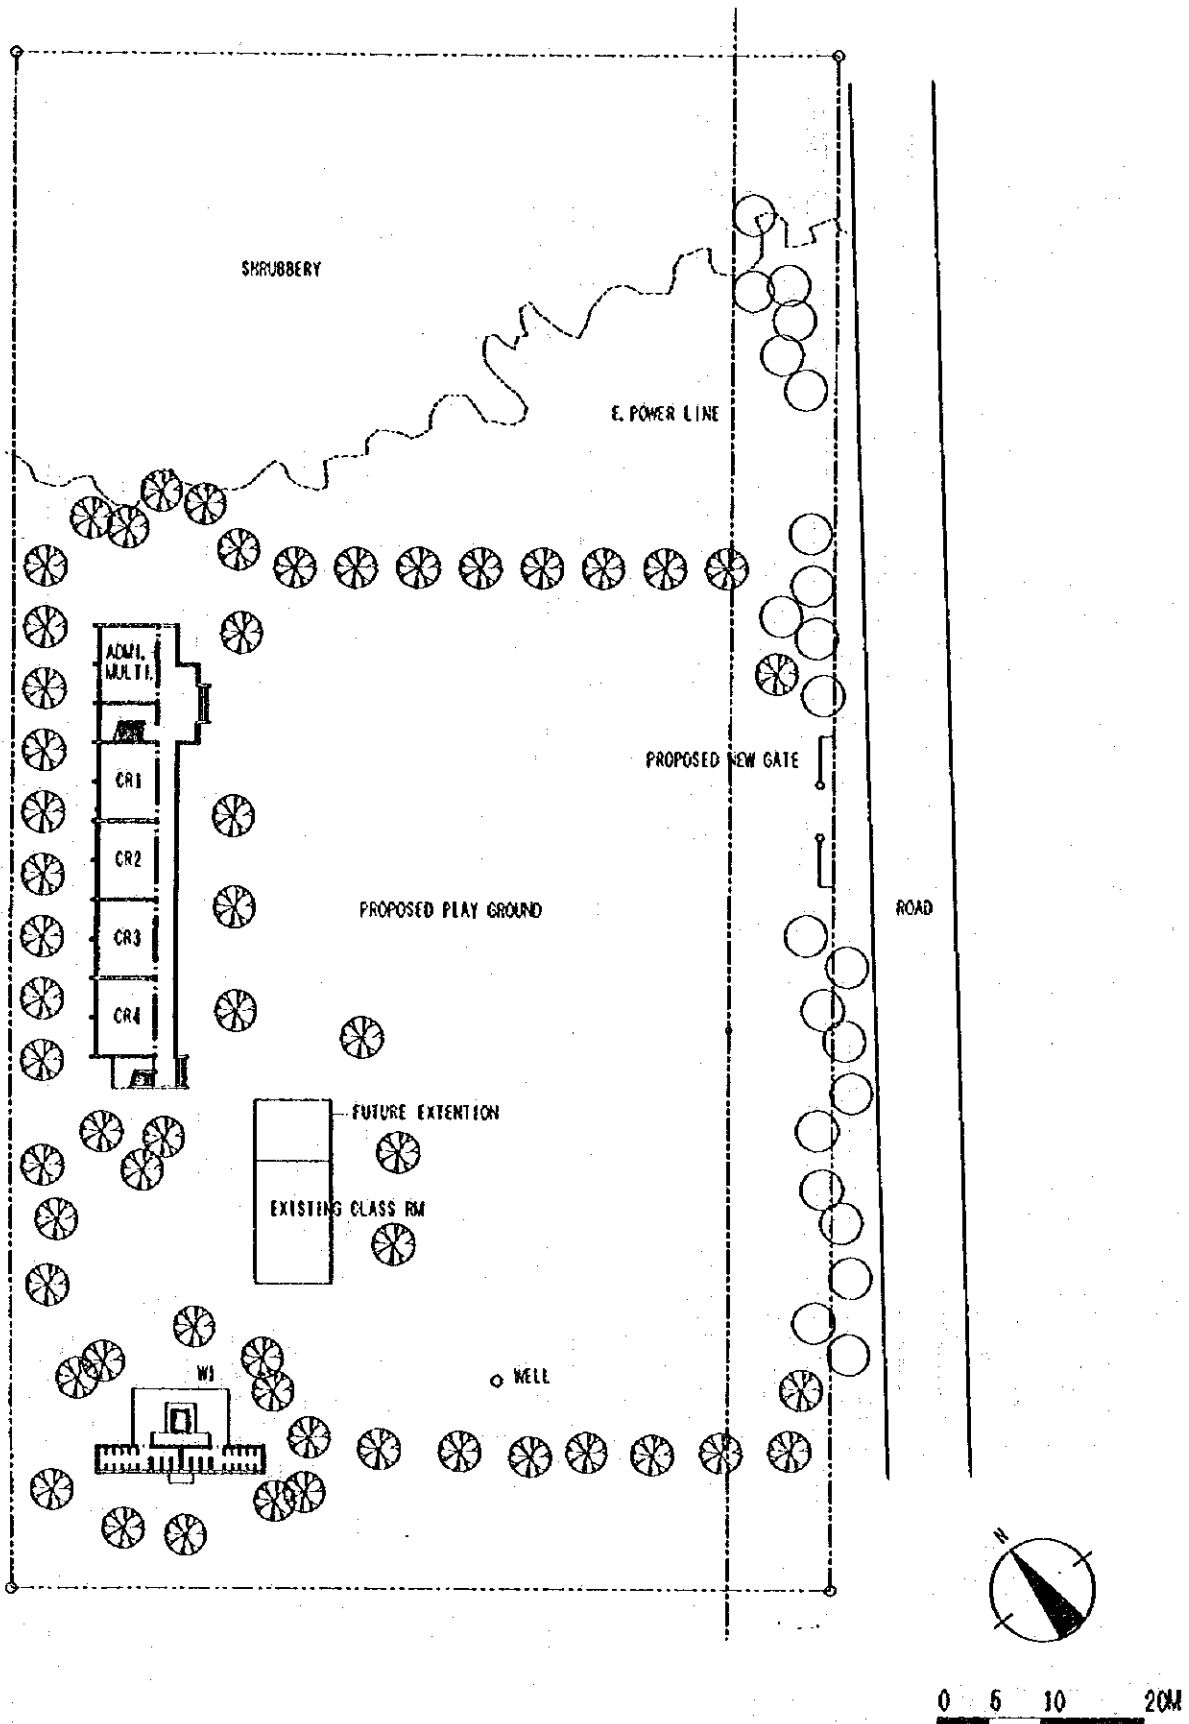 SHRUBBERY
E. POWER LINE
ADMI.
MULTI.
PROPOSED NEW GATE
CR1
CR2
PROPOSED PLAY GROUND
ROAD
CR3
CR4
FUTURE EXTENTION
EXISTING CLASS RM
W1
WELL
N
0 5 10 20M